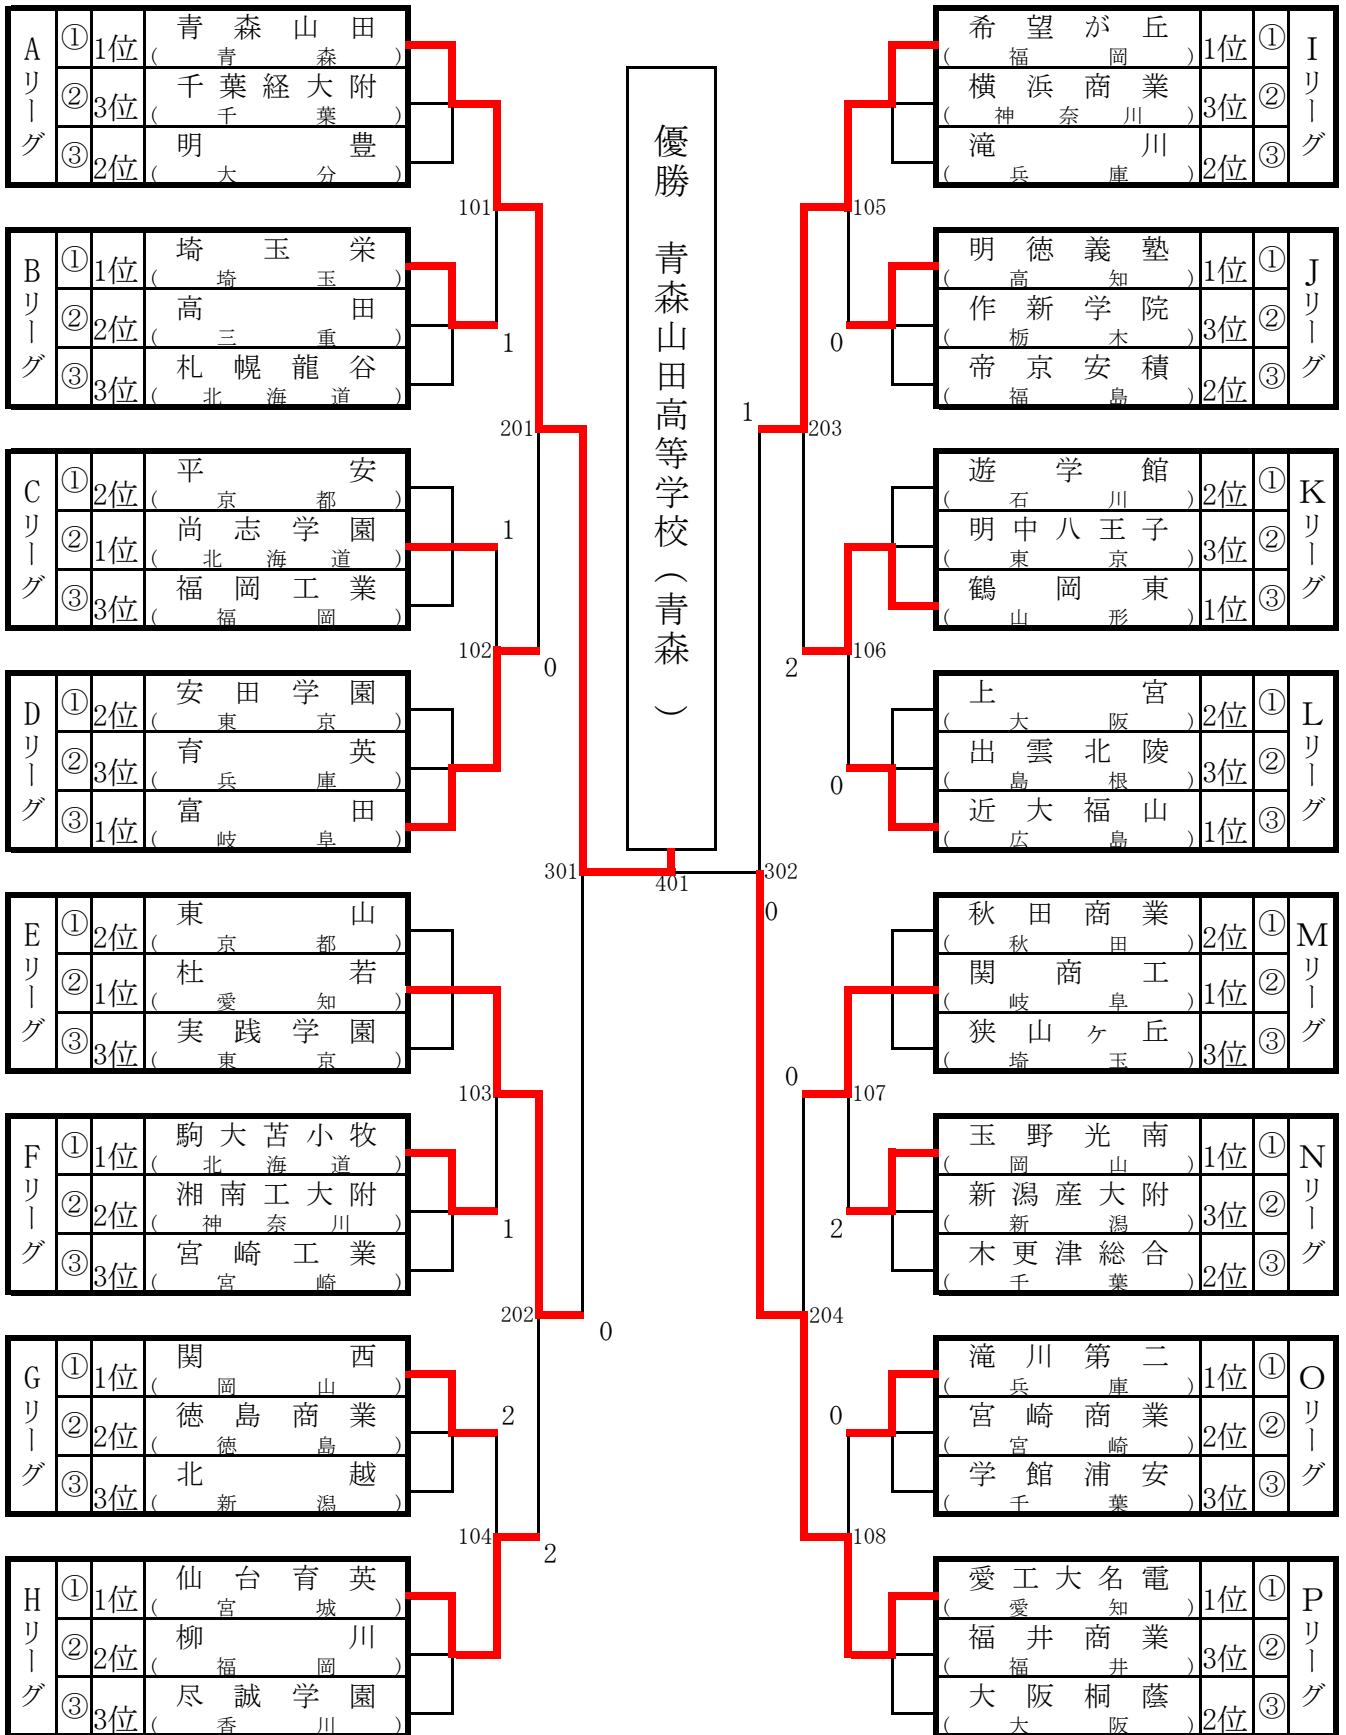 Aリーグ
① 1位 青森山田
(青森)
② 3位 千葉経大附
(千葉)
③ 2位 明豊
(大分)
Bリーグ
① 1位 埼玉栄
(埼玉)
② 2位 高田
(三重)
③ 3位 札幌龍谷
(北海道)
Cリーグ
① 2位 平安
(京都)
② 1位 尚志学園
(北海道)
③ 3位 福岡工業
(福岡)
Dリーグ
① 2位 安田学園
(東京)
② 3位 育英
(兵庫)
③ 1位 富田
(岐阜)
Eリーグ
① 2位 東山
(京都)
② 1位 杜若
(愛知)
③ 3位 実践学園
(東京)
Fリーグ
① 1位 駒大苫小牧
(北海道)
② 2位 湘南工大附
(神奈川)
③ 3位 宮崎工業
(宮崎)
Gリーグ
① 1位 関西
(岡山)
② 2位 徳島商業
(徳島)
③ 3位 北越
(新潟)
Hリーグ
① 1位 仙台育英
(宮城)
② 2位 柳川
(福岡)
③ 3位 尽誠学園
(香川)
101
1
201
1
102
0
301
103
1
202
0
2
104
2
優勝 青森山田高等学校(青森)
401
105
0
1
203
2
106
0
302
0
0
107
2
204
0
108
希望が丘 1位 ①
(福岡)
横浜商業 3位 ②
(神奈川)
滝川 2位 ③
(兵庫)
Iリーグ
明徳義塾 1位 ①
(高知)
作新学院 3位 ②
(栃木)
帝京安積 2位 ③
(福島)
Jリーグ
遊学館 2位 ①
(石川)
明中八王子 3位 ②
(東京)
鶴岡東 1位 ③
(山形)
Kリーグ
上宮 2位 ①
(大阪)
出雲北陵 3位 ②
(島根)
近大福山 1位 ③
(広島)
Lリーグ
秋田商業 2位 ①
(秋田)
関商工 1位 ②
(岐阜)
狭山ヶ丘 3位 ③
(埼玉)
Mリーグ
玉野光南 1位 ①
(岡山)
新潟産大附 3位 ②
(新潟)
木更津総合 2位 ③
(千葉)
Nリーグ
滝川第二 1位 ①
(兵庫)
宮崎商業 2位 ②
(宮崎)
学館浦安 3位 ③
(千葉)
Oリーグ
愛工大名電 1位 ①
(愛知)
福井商業 3位 ②
(福井)
大阪桐蔭 2位 ③
(大阪)
Pリーグ